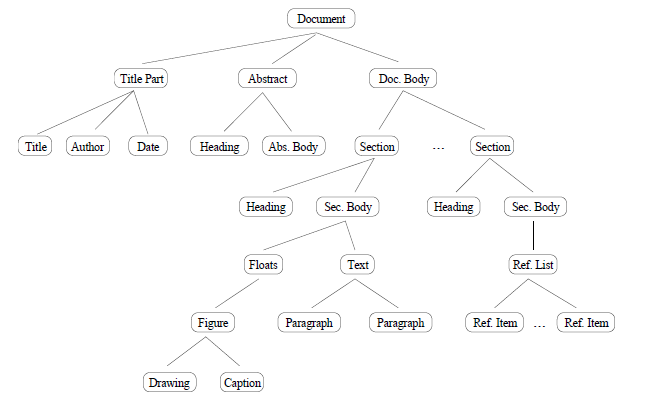 Document
Title Part Abstract Doc. Body
Title Author Date Heading Abs. Body Section ... Section
Heading Sec. Body Heading Sec. Body
Floats Text Ref. List
Figure Paragraph Paragraph Ref. Item ... Ref. Item
Drawing Caption